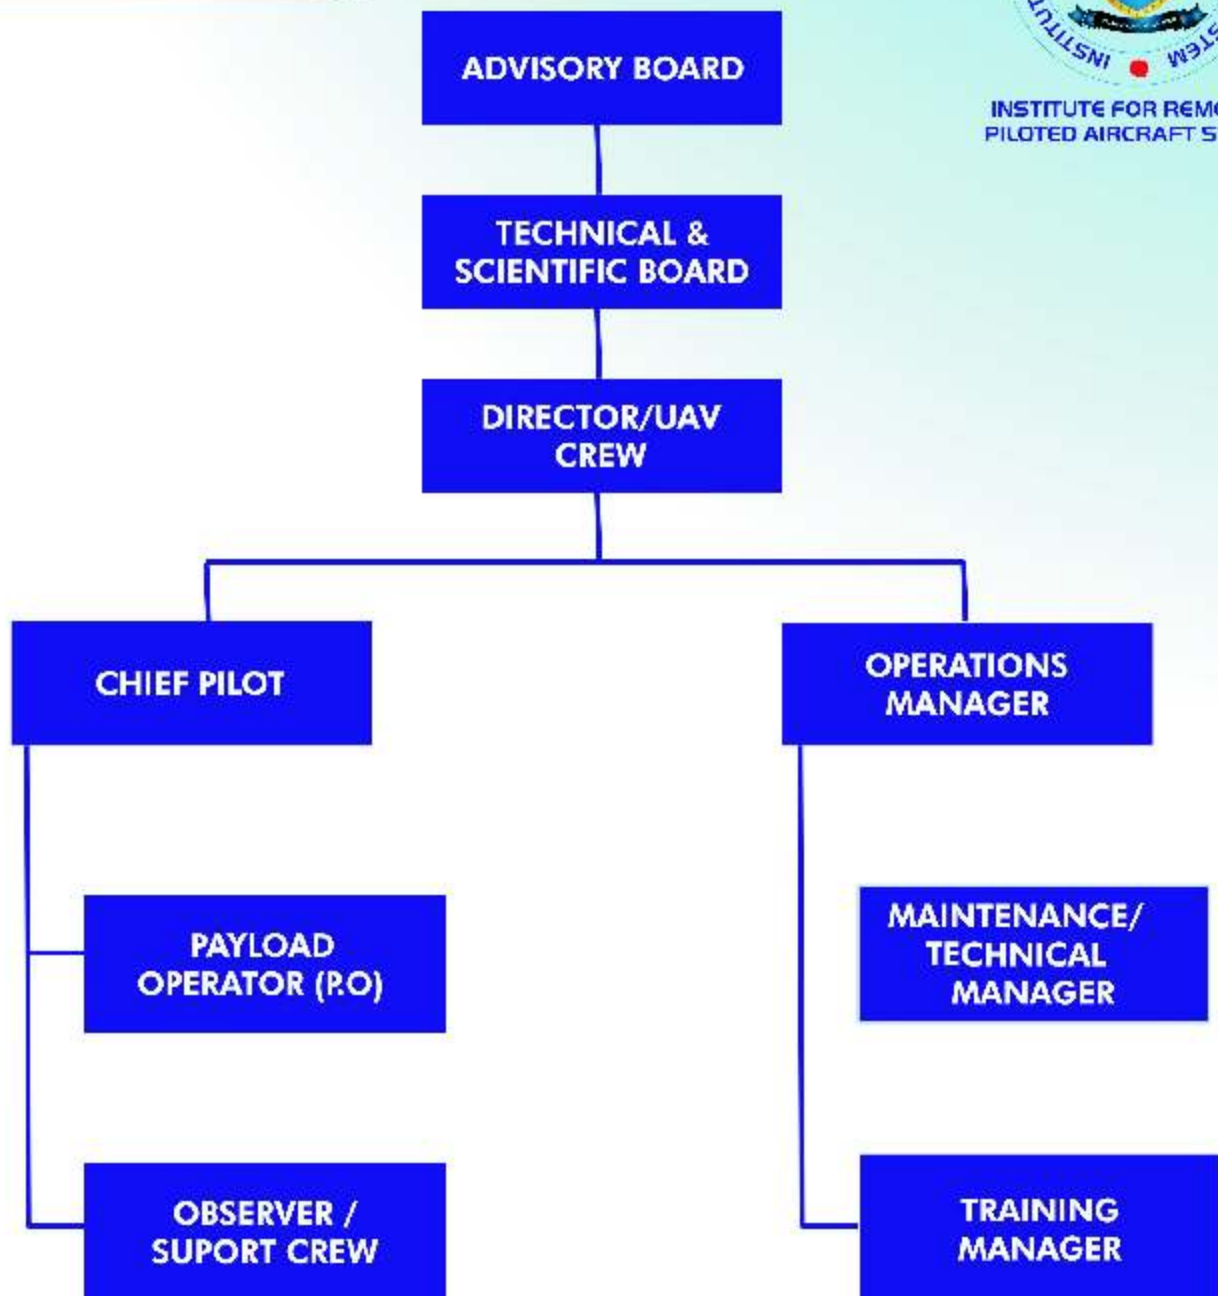 ADVISORY BOARD
INSTITUTE FOR
PILOTED AIRCRAFT
TECHNICAL &
SCIENTIFIC BOARD
DIRECTOR/UAV
CREW
CHIEF PILOT
OPERATIONS
MANAGER
PAYLOAD
OPERATOR (P.O)
MAINTENANCE/
TECHNICAL
MANAGER
OBSERVER /
SUPORT CREW
TRAINING
MANAGER